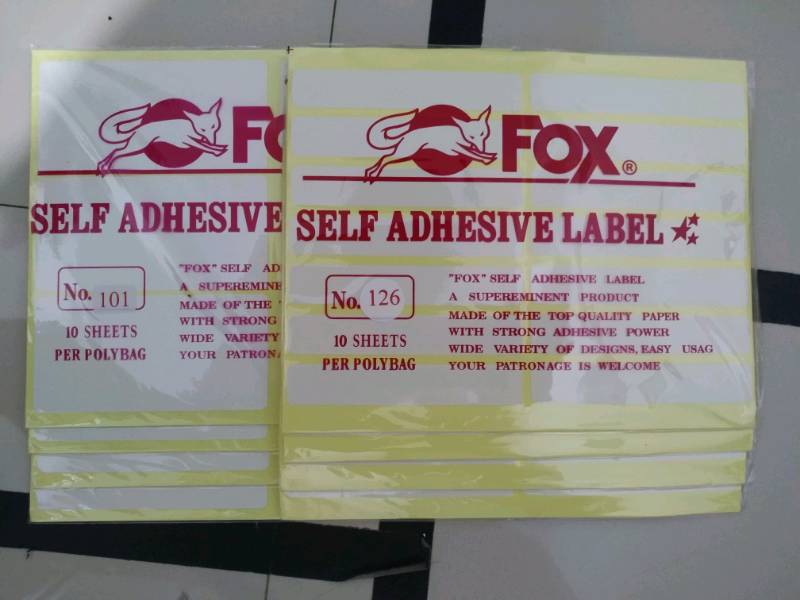 FO
SELF ADHESIVE
No. 101
10 SHEETS
PER POLYBAG
"FOX" SELF AD
A SUPEREMINE
MADE OF THE
WITH STRONG
WIDE VARIETY
YOUR PATRONA
FOX®
SELF ADHESIVE LABEL
No. 126
10 SHEETS
PER POLYBAG
"FOX" SELF ADHESIVE LABEL
A SUPEREMINENT PRODUCT
MADE OF THE TOP QUALITY PAPER
WITH STRONG ADHESIVE POWER
WIDE VARIETY OF DESIGNS, EASY USAG
YOUR PATRONAGE IS WELCOME